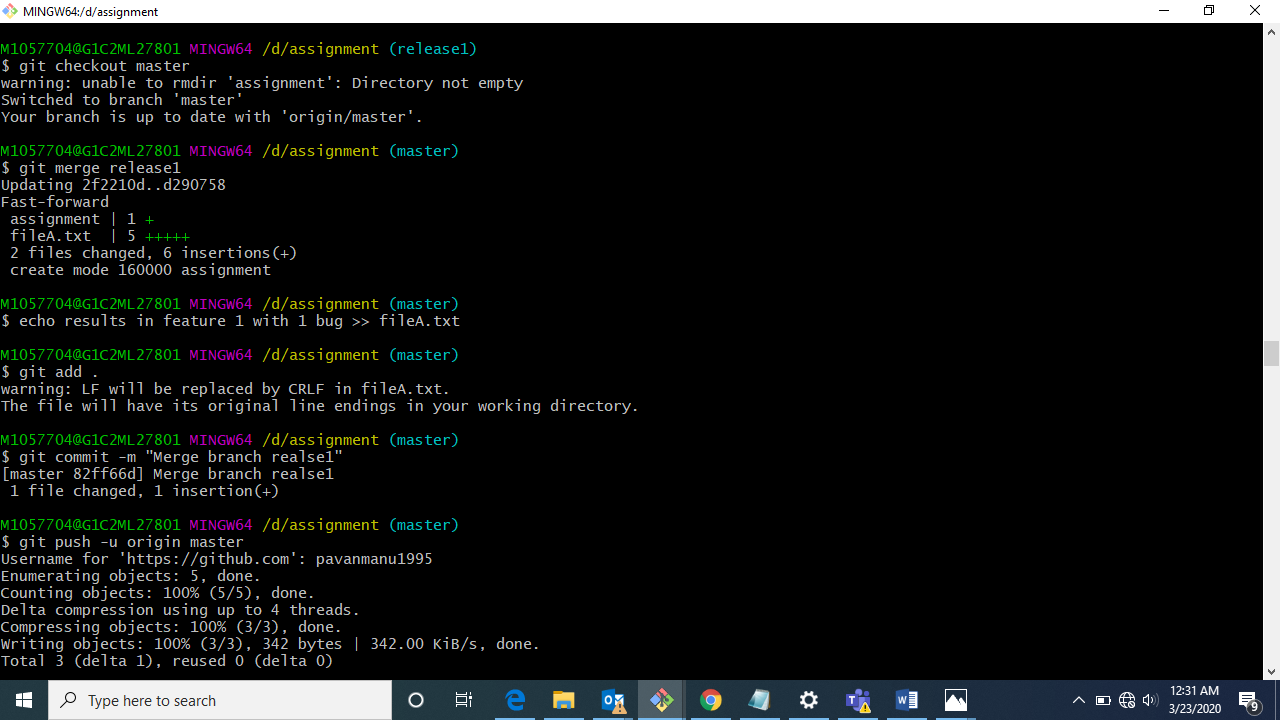 MINGW64:/d/assignment
M1057704@G1C2ML27801 MINGW64 /d/assignment (release1)
$ git checkout master
warning: unable to rmdir 'assignment': Directory not empty
Switched to branch 'master'
Your branch is up to date with 'origin/master'.
M1057704@G1C2ML27801 MINGW64 /d/assignment (master)
$ git merge release1
Updating 2f2210d..d290758
Fast-forward
assignment | 1 +
fileA.txt | 5 +++++
2 files changed, 6 insertions(+)
create mode 160000 assignment
M1057704@G1C2ML27801 MINGW64 /d/assignment (master)
$ echo results in feature 1 with 1 bug >> fileA.txt
M1057704@G1C2ML27801 MINGW64 /d/assignment (master)
$ git add .
warning: LF will be replaced by CRLF in fileA.txt.
The file will have its original line endings in your working directory.
M1057704@G1C2ML27801 MINGW64 /d/assignment (master)
$ git commit -m "Merge branch realse1"
[master 82ff66d] Merge branch realse1
1 file changed, 1 insertion(+)
M1057704@G1C2ML27801 MINGW64 /d/assignment (master)
$ git push -u origin master
Username for 'https://github.com': pavanmanu1995
Enumerating objects: 5, done.
Counting objects: 100% (5/5), done.
Delta compression using up to 4 threads.
Compressing objects: 100% (3/3), done.
Writing objects: 100% (3/3), 342 bytes | 342.00 KiB/s, done.
Total 3 (delta 1), reused 0 (delta 0)
Type here to search
12:31 AM
3/23/2020
9